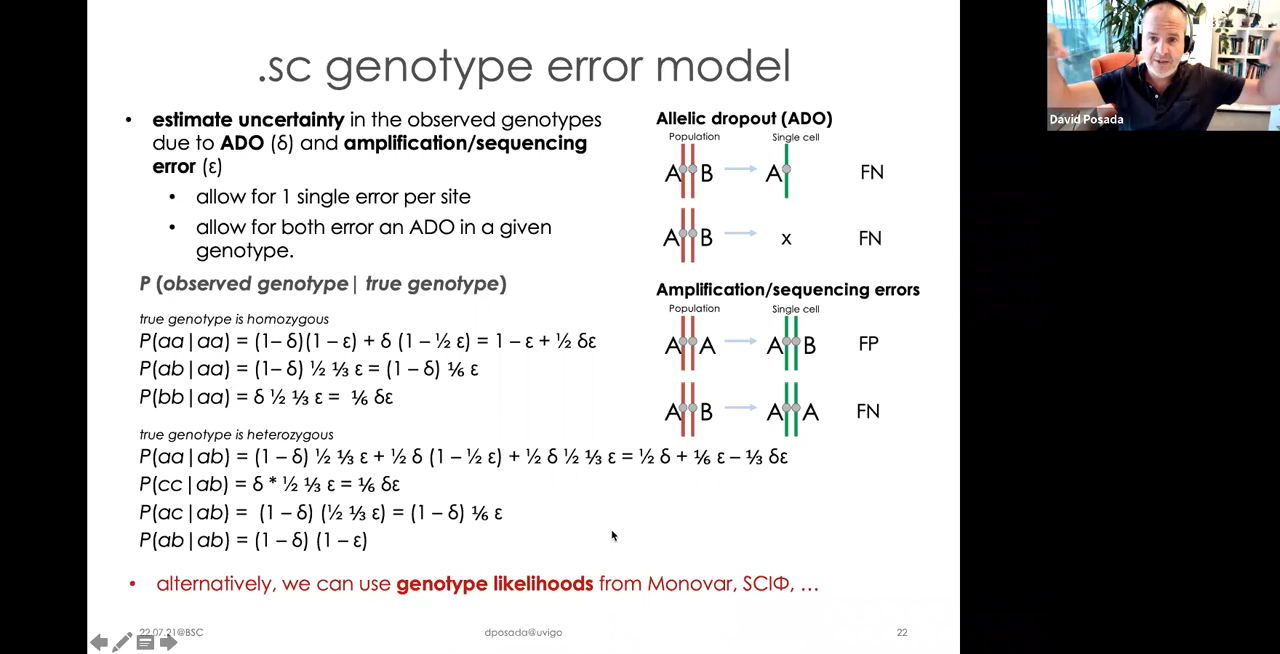 .sc genotype error model
• estimate uncertainty in the observed genotypes
due to ADO (δ) and amplification/sequencing
error (ε)
• allow for 1 single error per site
• allow for both error an ADO in a given
genotype.
P (observed genotype| true genotype)
true genotype is homozygous
P(aa|aa) = (1– δ)(1 – ε) + δ (1 – ½ ε) = 1 – ε + ½ δε
P(ab|aa) = (1– δ) ½ ⅓ ε = (1 – δ) ⅙ ε
P(bb|aa) = δ ½ ⅓ ε = ⅙ δε
true genotype is heterozygous
P(aa|ab) = (1 – δ) ½ ⅓ ε + ½ δ (1 – ½ ε) + ½ δ ½ ⅓ ε = ½ δ + ⅙ ε – ⅓ δε
P(cc|ab) = δ * ½ ⅓ ε = ⅙ δε
P(ac|ab) = (1 – δ) (½ ⅓ ε) = (1 – δ) ⅙ ε
P(ab|ab) = (1 – δ) (1 – ε)
• alternatively, we can use genotype likelihoods from Monovar, SCIΦ, …
Allelic dropout (ADO)
Population Single cell
A B A FN
A B x FN
Amplification/sequencing errors
Population Single cell
A A A B FP
A B A A FN
22.07.21@BSC dposada@uvigo 22
David Posada